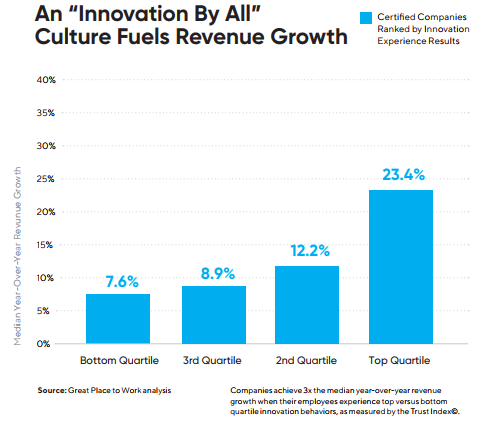 An “Innovation By All”
Culture Fuels Revenue Growth
Certified Companies
Ranked by Innovation
Experience Results
40%
35%
30%
25%
20%
15%
10%
5%
0%
Median Year-Over-Year Revunue Growth
7.6%
8.9%
12.2%
23.4%
Bottom Quartile
3rd Quartile
2nd Quartile
Top Quartile
Source: Great Place to Work analysis
Companies achieve 3x the median year-over-year revenue
growth when their employees experience top versus bottom
quartile innovation behaviors, as measured by the Trust Index©.